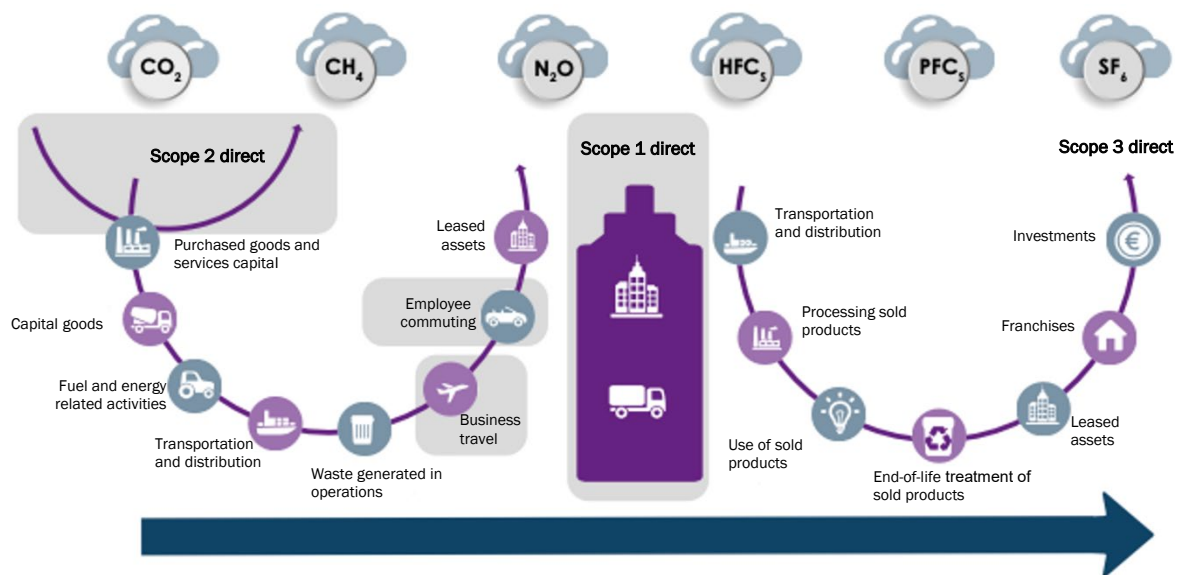 CO₂
CH₄
N₂O
HFCₛ
PFCₛ
SF₆
Scope 2 direct
Scope 1 direct
Scope 3 direct
Purchased goods and
services capital
Capital goods
Fuel and energy
related activities
Transportation
and distribution
Waste generated in
operations
Business
travel
Employee
commuting
Leased
assets
Transportation
and distribution
Processing sold
products
Use of sold
products
End-of-life treatment of
sold products
Leased
assets
Franchises
Investments
€